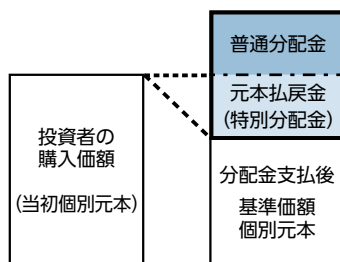 投資者の
購入価額
(当初個別元本)
普通分配金
元本払戻金
(特別分配金)
分配金支払後
基準価額
個別元本